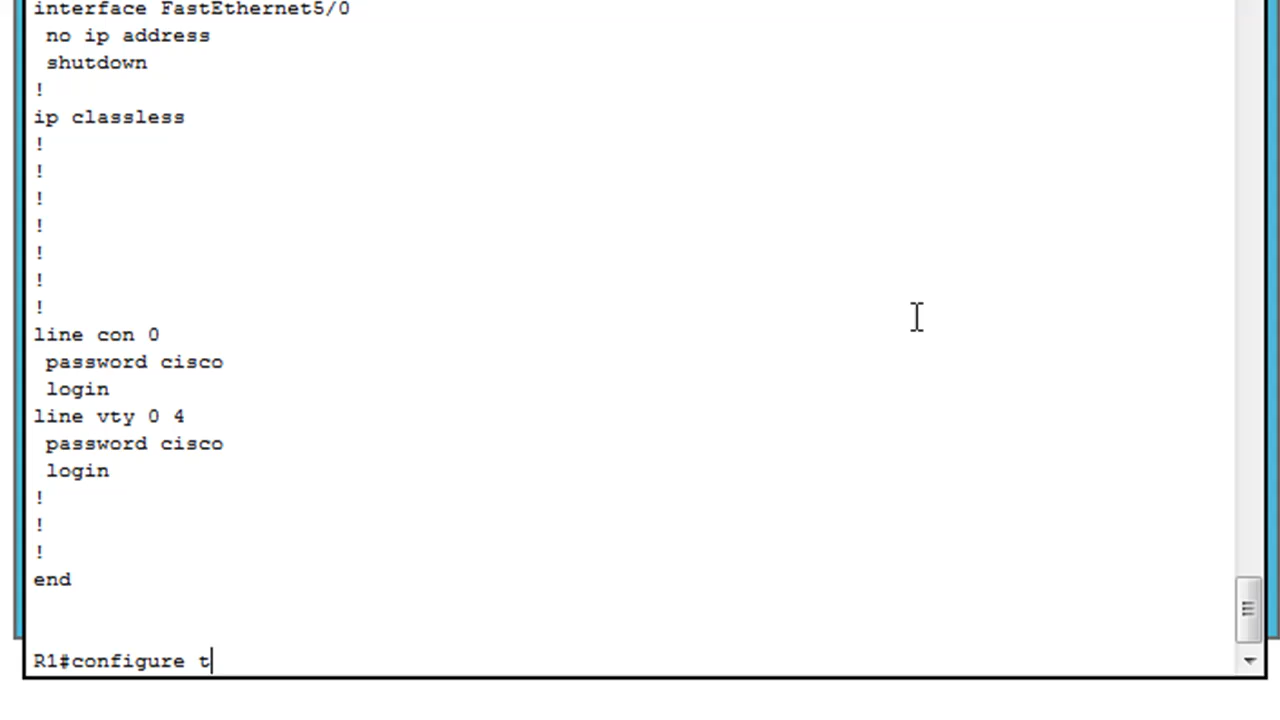 interface FastEthernet5/0
 no ip address
 shutdown
!
ip classless
!
!
!
!
!
!
!
line con 0
 password cisco
 login
line vty 0 4
 password cisco
 login
!
!
!
end
R1#configure t